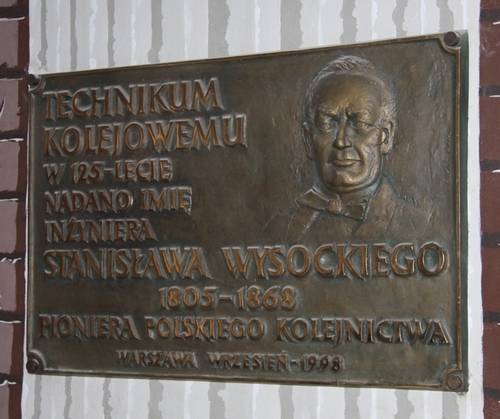 TECHNIKUM
KOLEJOWEMU
W 125-LECIE
NADANO IMIĘ
INŻYNIERA
STANISŁAWA WYSOCKIEGO
1805-1868
PIONIERA POLSKIEGO KOLEJNICTWA
WARSZAWA WRZESIEŃ-1998